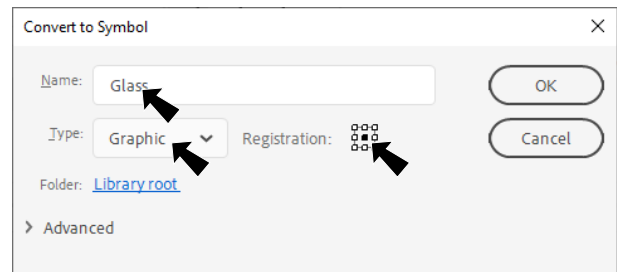 Convert to Symbol
Name: Glass OK
Type: Graphic Registration: Cancel
Folder: Library root
Advanced